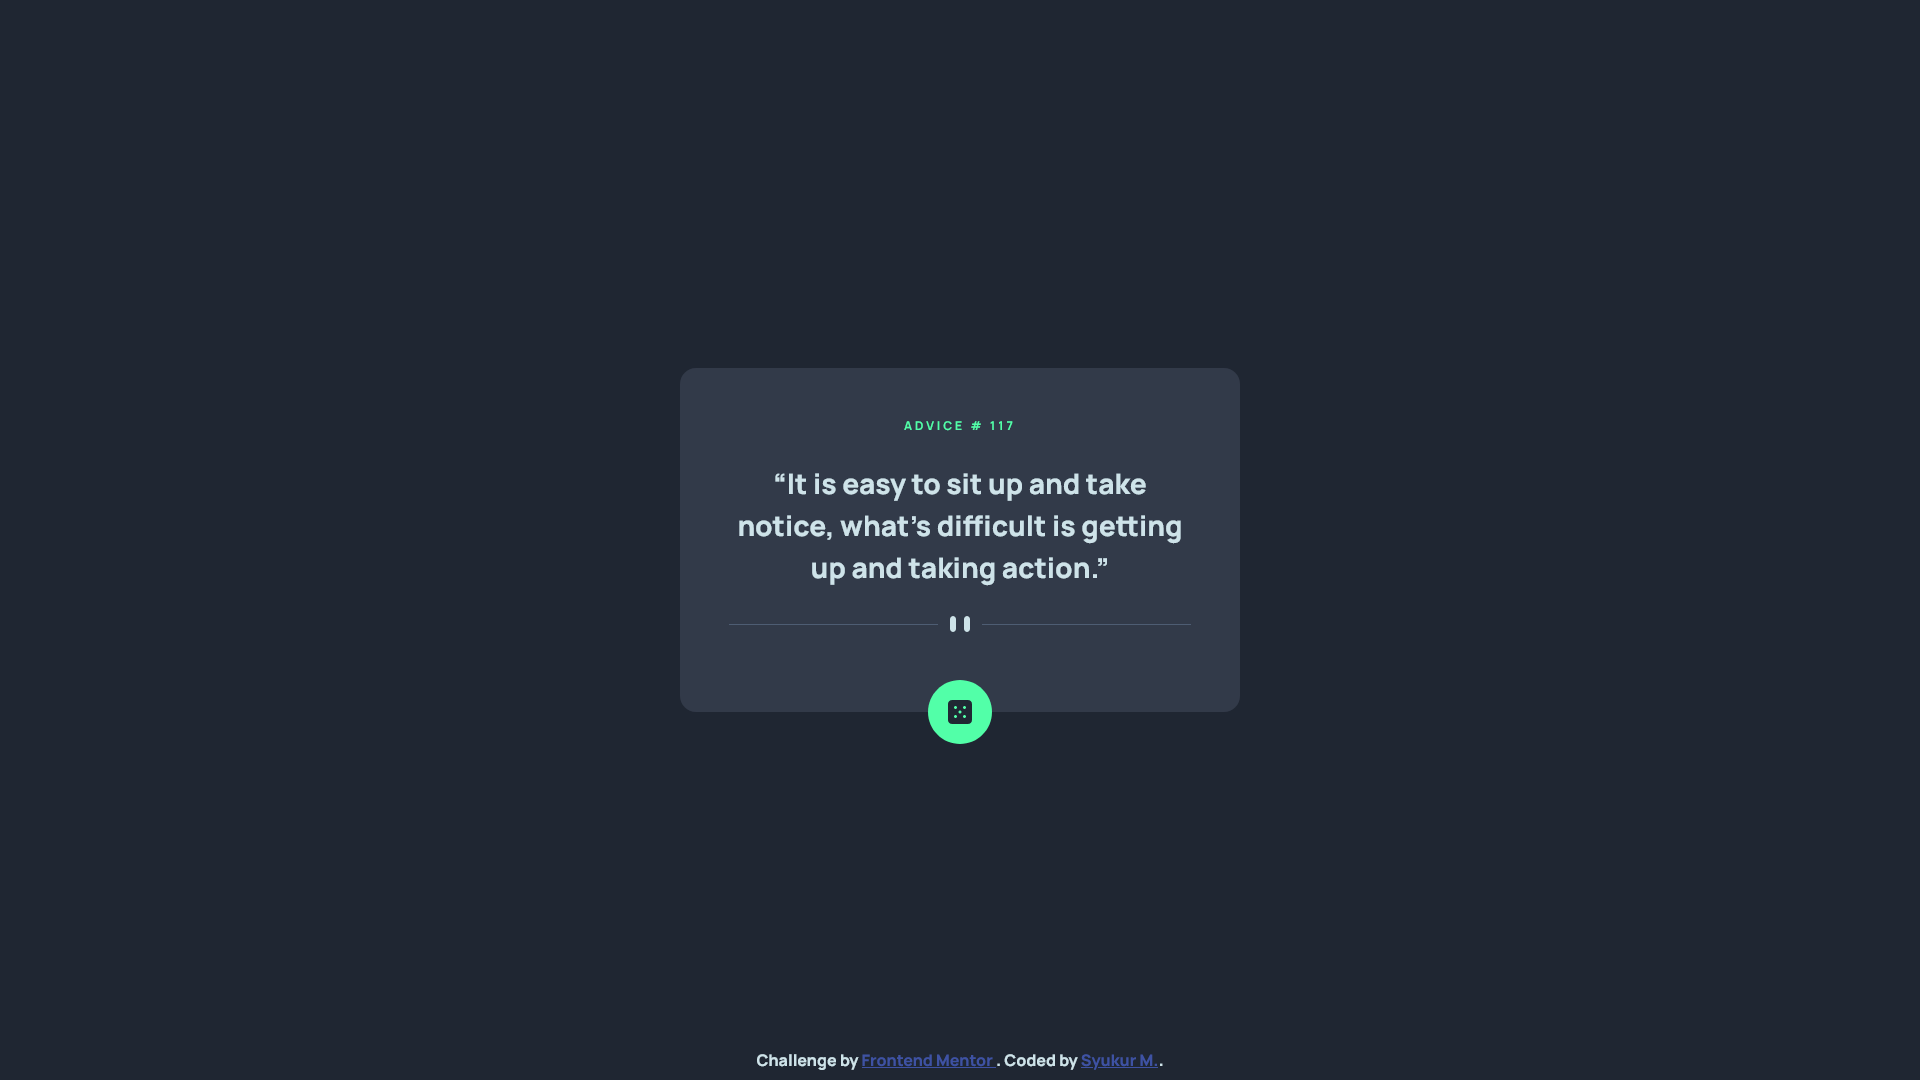 ADVICE # 117
“It is easy to sit up and take
notice, what’s difficult is getting
up and taking action.”
Challenge by Frontend Mentor . Coded by Syukur M. .